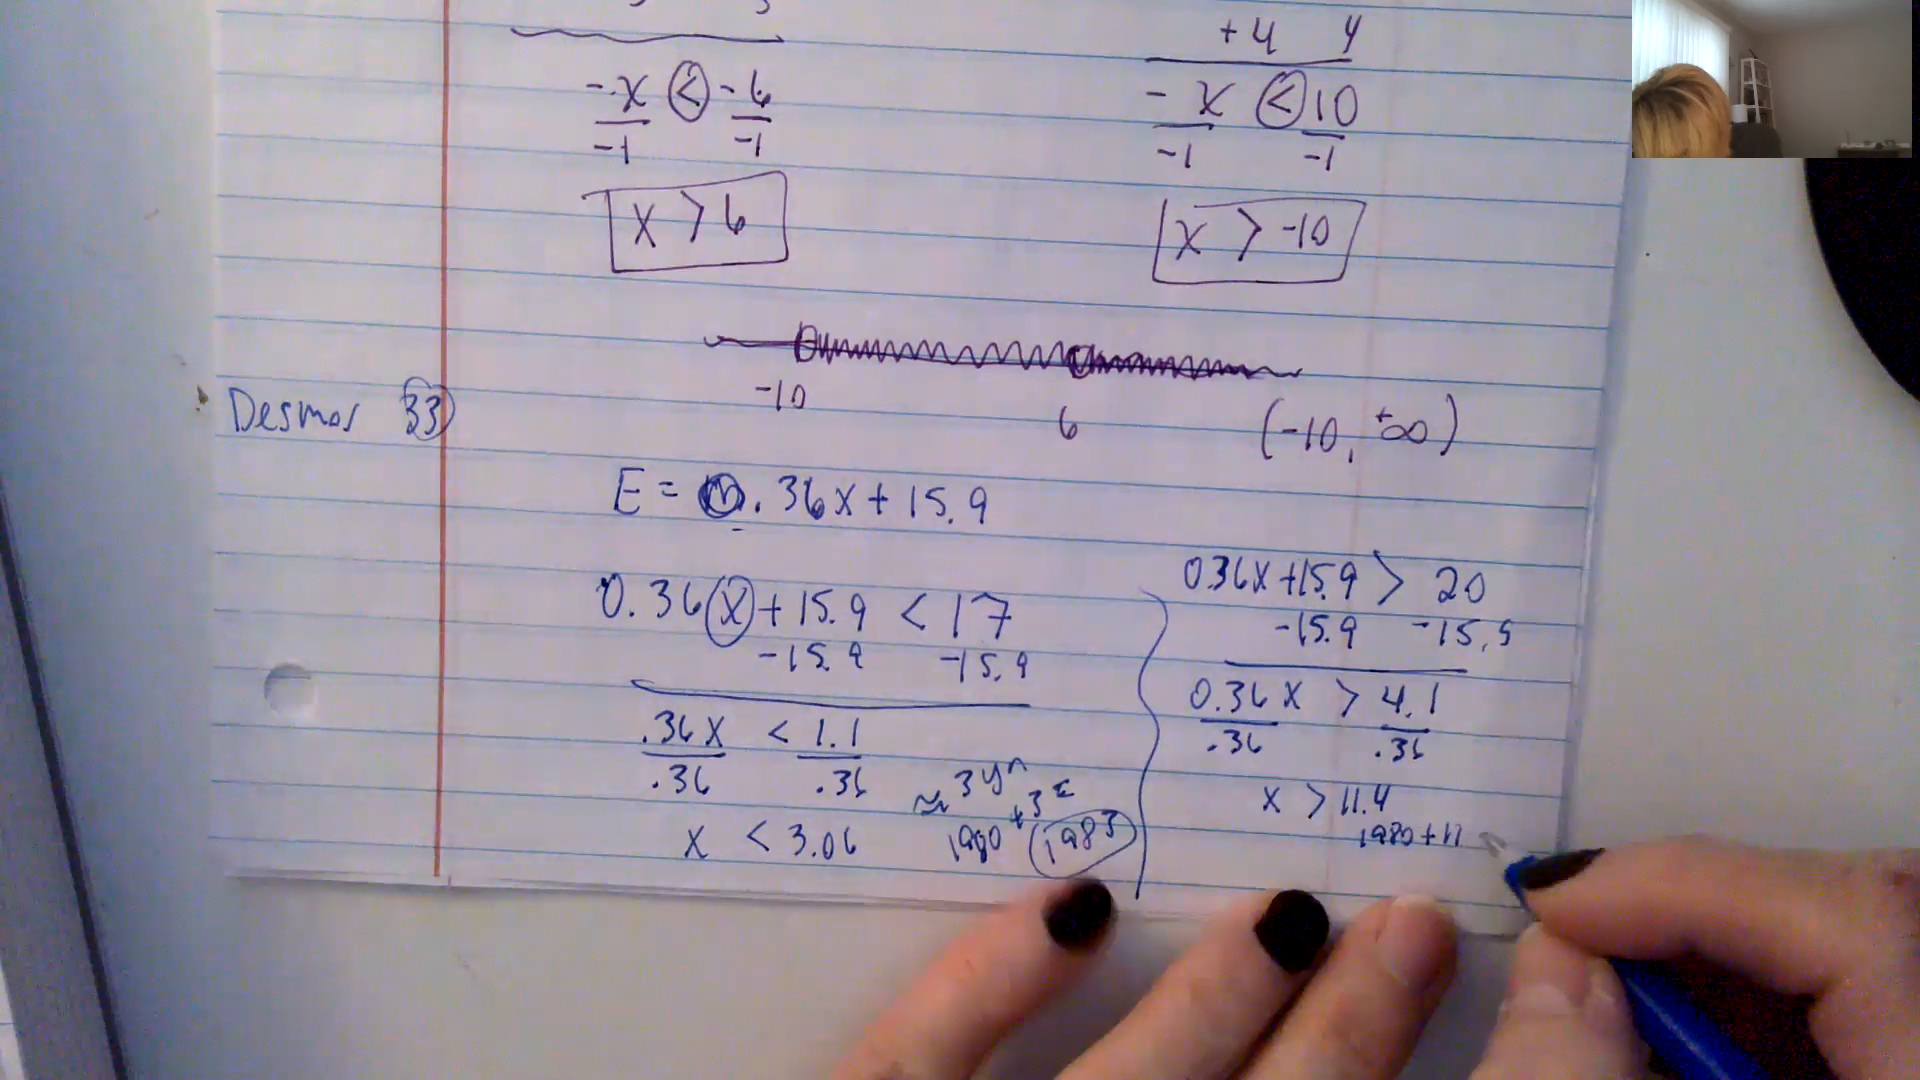 +4 4
-x < -6
-1 -1
x > 6
-x < 10
-1 -1
x > -10
-10 6 (-10, +∞)
Desmos 33
E = .36x + 15.9
0.36x + 15.9 < 17
-15.9 -15.9
.36x < 1.1
.36 .36
x < 3.06
≈ 3 yr
+3
1980 1983
0.36x + 15.9 > 20
-15.9 -15.9
0.36x > 4.1
.36 .36
x > 11.4
1980 + 11